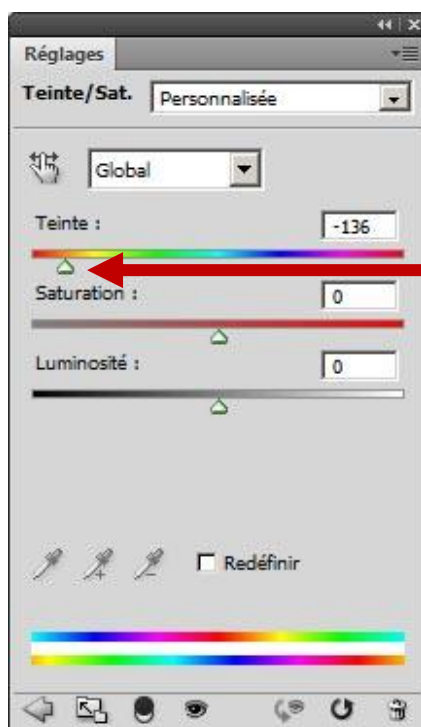 Réglages
Teinte/Sat. Personnalisée
Global
Teinte : -136
Saturation : 0
Luminosité : 0
Redéfinir